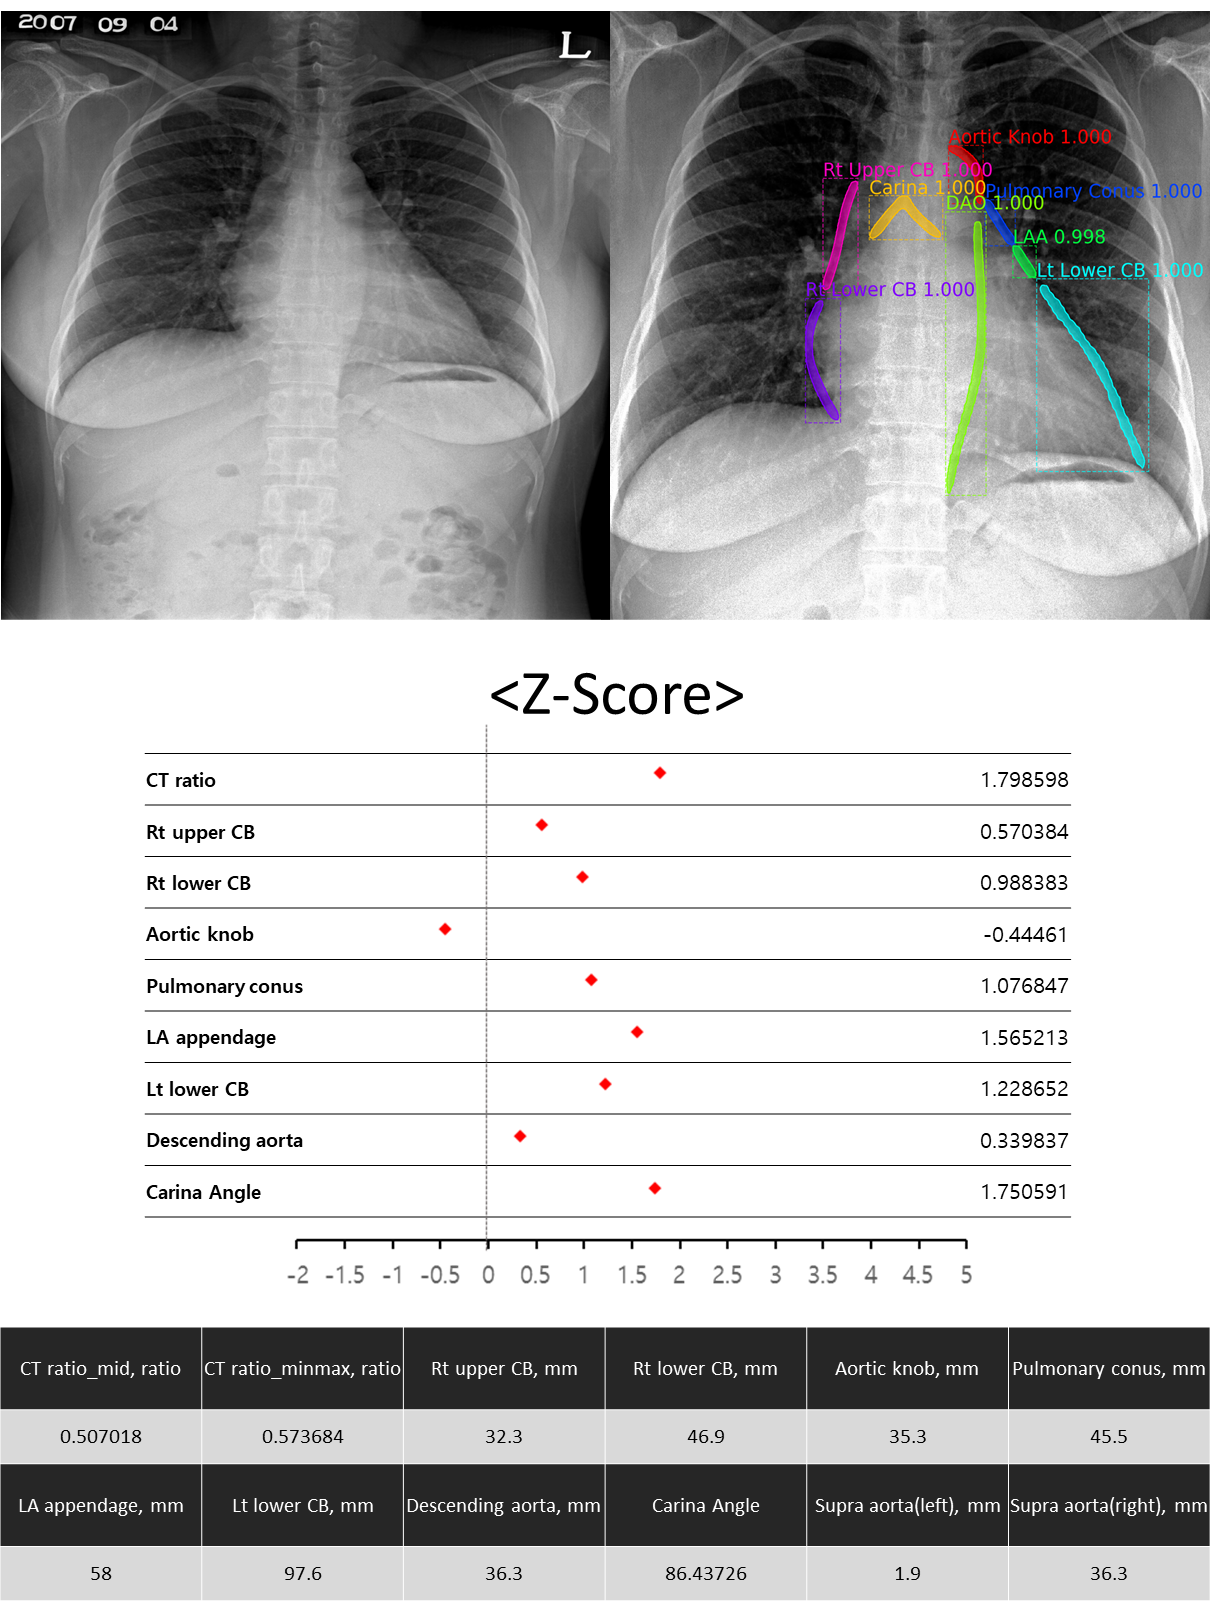 2007 09 04
L
Aortic Knob 1.000
Rt Upper CB 1.000
Carina 1.000
Pulmonary Conus 1.000
DAO 1.000
LAA 0.998
Lt Lower CB 1.000
Rt Lower CB 1.000
<Z-Score>
CT ratio 1.798598
Rt upper CB 0.570384
Rt lower CB 0.988383
Aortic knob -0.44461
Pulmonary conus 1.076847
LA appendage 1.565213
Lt lower CB 1.228652
Descending aorta 0.339837
Carina Angle 1.750591
-2 -1.5 -1 -0.5 0 0.5 1 1.5 2 2.5 3 3.5 4 4.5 5
CT ratio_mid, ratio CT ratio_minmax, ratio Rt upper CB, mm Rt lower CB, mm Aortic knob, mm Pulmonary conus, mm
0.507018 0.573684 32.3 46.9 35.3 45.5
LA appendage, mm Lt lower CB, mm Descending aorta, mm Carina Angle Supra aorta(left), mm Supra aorta(right), mm
58 97.6 36.3 86.43726 1.9 36.3